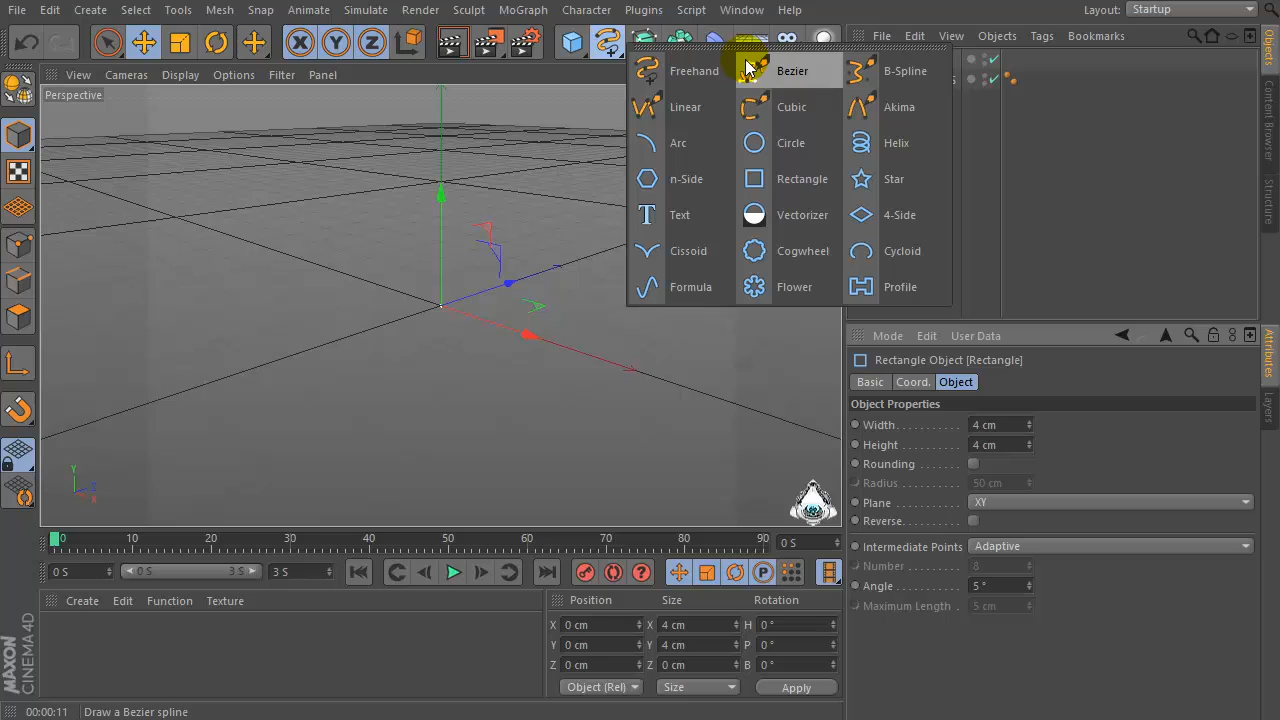 File Edit Create Select Tools Mesh Snap Animate Simulate Render Sculpt MoGraph Character Plugins Script Window Help Layout: Startup
File Edit View Objects Tags Bookmarks
View Cameras Display Options Filter Panel
Perspective
Freehand Bezier B-Spline
Linear Cubic Akima
Arc Circle Helix
n-Side Rectangle Star
Text Vectorizer 4-Side
Cissoid Cogwheel Cycloid
Formula Flower Profile
Objects
Content Browser
Structure
Mode Edit User Data
Rectangle Object [Rectangle]
Basic Coord. Object
Object Properties
Width 4 cm
Height 4 cm
Rounding
Radius 50 cm
Plane XY
Reverse
Intermediate Points Adaptive
Number 8
Angle 5 °
Maximum Length 5 cm
Attributes
Layers
Y
Z
X
0 10 20 30 40 50 60 70 80 90 0 S
0 S 0 S 3 S 3 S
Create Edit Function Texture
Position Size Rotation
X 0 cm X 4 cm H 0 °
Y 0 cm Y 4 cm P 0 °
Z 0 cm Z 0 cm B 0 °
Object (Rel) Size Apply
MAXON
CINEMA 4D
00:00:11 Draw a Bezier spline